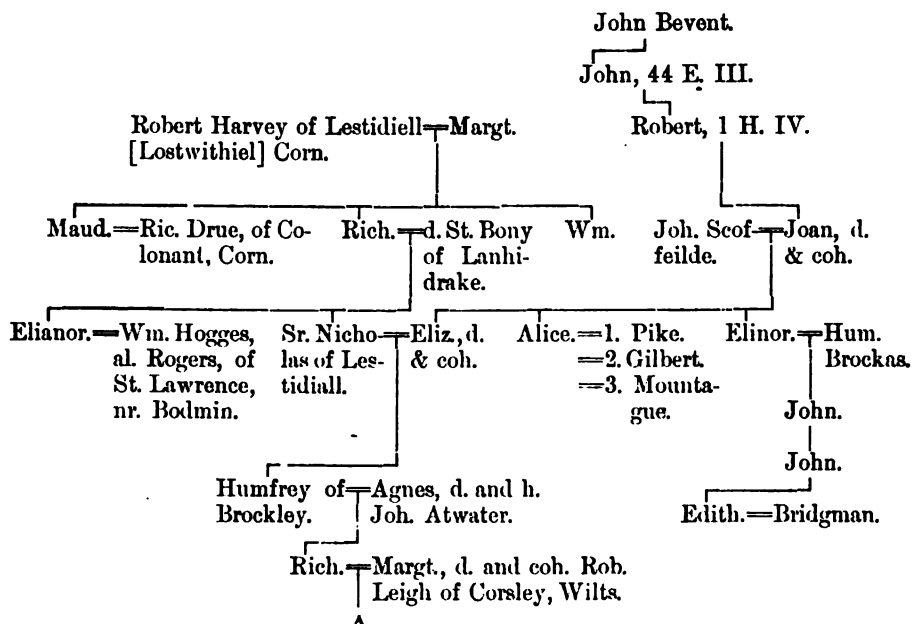 John Bevent.
John, 44 E. III.
Robert Harvey of Lestidiell=Margt.
[Lostwithiel] Corn.
Robert, 1 H. IV.
Maud.=Ric. Drue, of Co-
lonant, Corn.
Rich.=d. St. Bony
of Lanhi-
drake.
Wm.
Joh. Scof-=Joan, d.
feilde. & coh.
Elianor.=Wm. Hogges,
al. Rogers, of
St. Lawrence,
nr. Bodmin.
Sr. Nicho-=Eliz., d.
las of Les- & coh.
tidiall.
Alice.=1. Pike.
=2. Gilbert.
=3. Mounta-
gue.
Elinor.=Hum.
Brockas.
John.
John.
Humfrey of=Agnes, d. and h.
Brockley. Joh. Atwater.
Edith.=Bridgman.
Rich.=Margt., d. and coh. Rob.
Leigh of Corsley, Wilts.
A